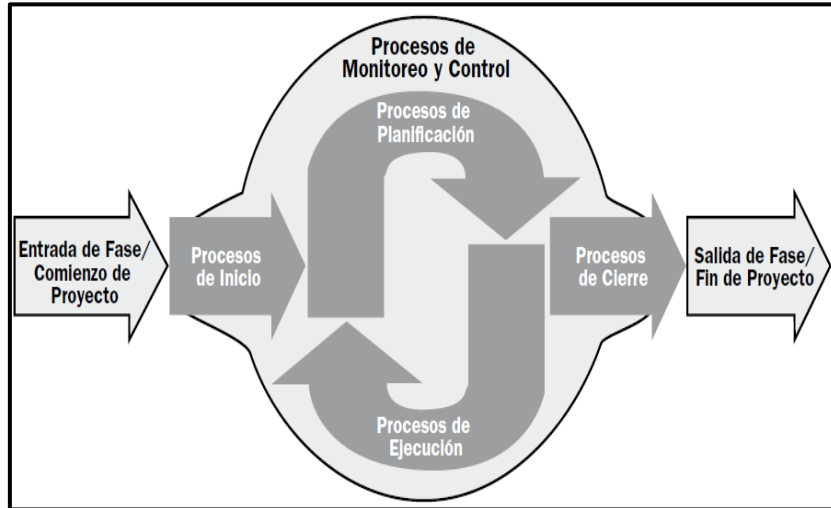 Procesos de
Monitoreo y Control
Procesos de
Planificación
Entrada de Fase/
Comienzo de
Proyecto
Procesos
de Inicio
Procesos
de Cierre
Salida de Fase/
Fin de Proyecto
Procesos de
Ejecución